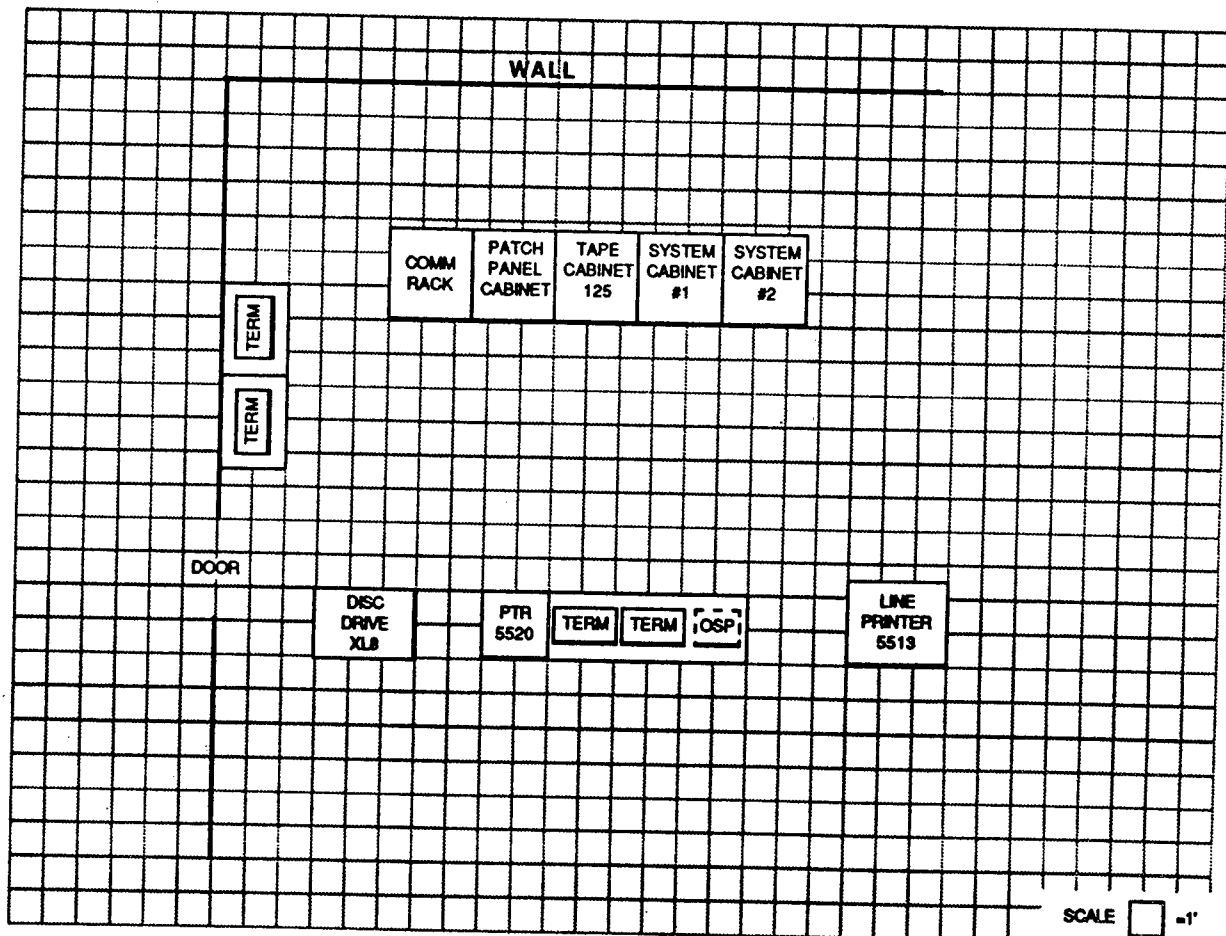 WALL
COMM
RACK
PATCH
PANEL
CABINET
TAPE
CABINET
125
SYSTEM
CABINET
#1
SYSTEM
CABINET
#2
TERM
TERM
DOOR
DISC
DRIVE
XL8
PTR
5520
TERM
TERM
OSP
LINE
PRINTER
5513
SCALE =1'